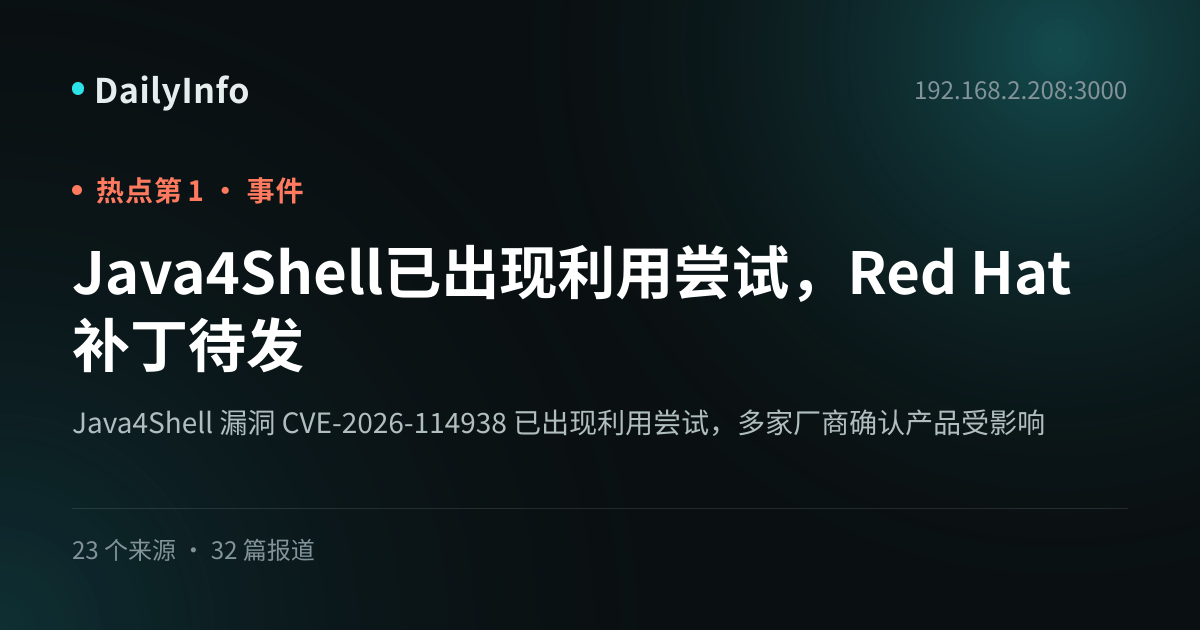 DailyInfo
192.168.2.208:3000
热点第 1 · 事件
Java4Shell已出现利用尝试，Red Hat
补丁待发
Java4Shell 漏洞 CVE-2026-114938 已出现利用尝试，多家厂商确认产品受影响
23 个来源 · 32 篇报道